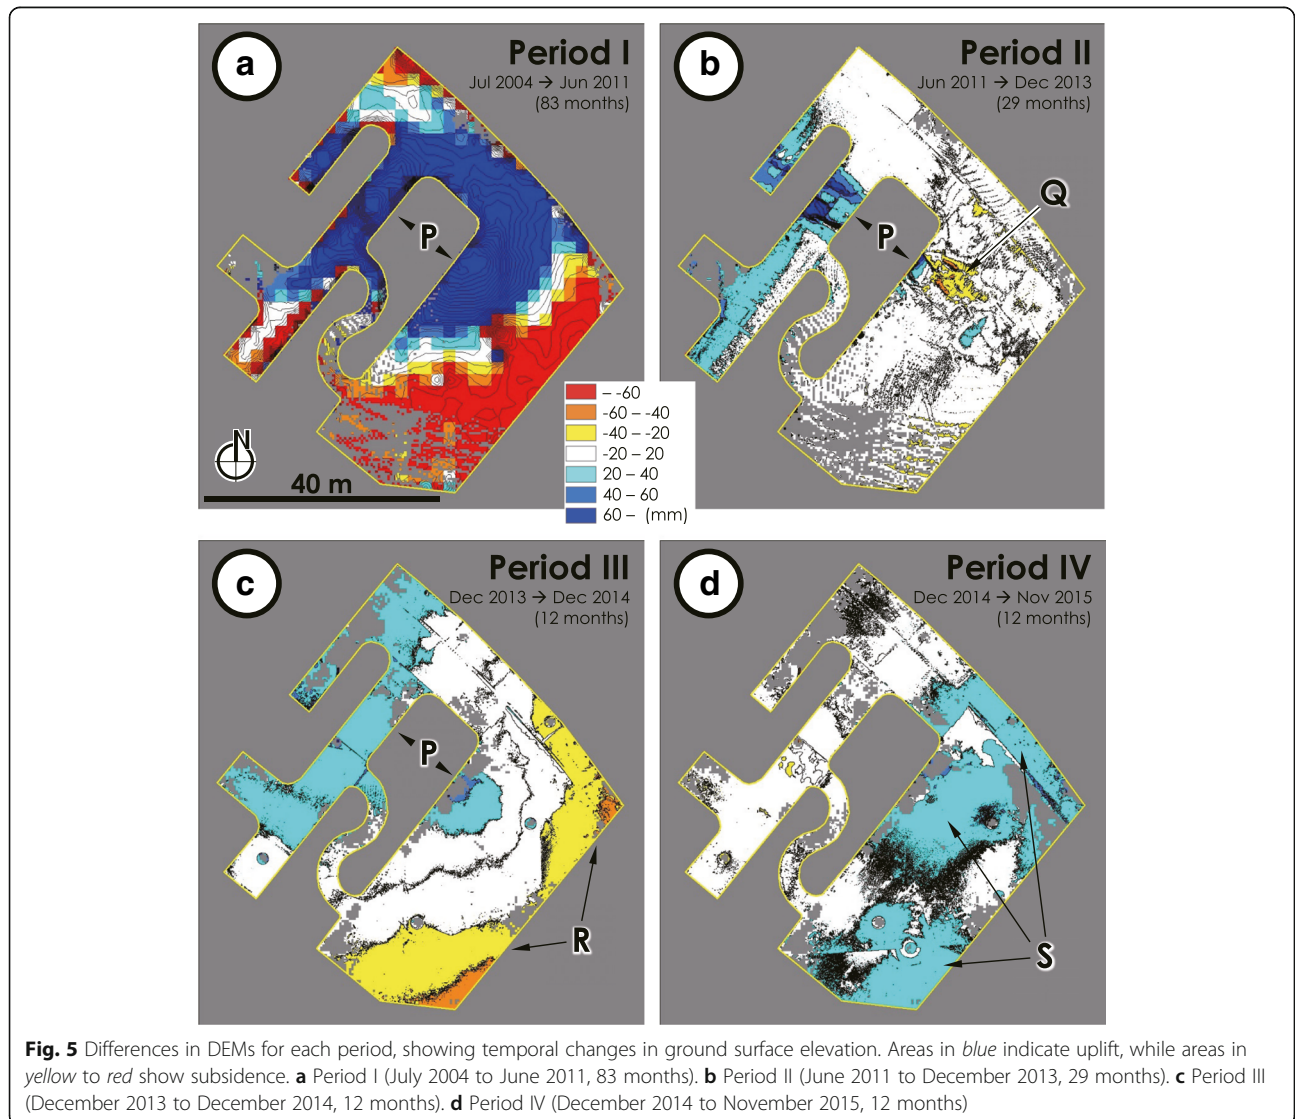 a
Period I
Jul 2004 → Jun 2011
(83 months)
P
N
40 m
b
Period II
Jun 2011 → Dec 2013
(29 months)
Q
P
– -60
-60 – -40
-40 – -20
-20 – 20
20 – 40
40 – 60
60 - (mm)
c
Period III
Dec 2013 → Dec 2014
(12 months)
P
R
d
Period IV
Dec 2014 → Nov 2015
(12 months)
S
Fig. 5 Differences in DEMs for each period, showing temporal changes in ground surface elevation. Areas in blue indicate uplift, while areas in
yellow to red show subsidence. a Period I (July 2004 to June 2011, 83 months). b Period II (June 2011 to December 2013, 29 months). c Period III
(December 2013 to December 2014, 12 months). d Period IV (December 2014 to November 2015, 12 months)